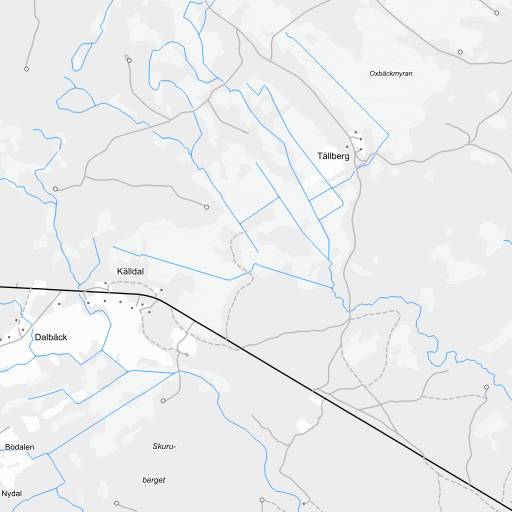 Oxbäckmyran
Tällberg
Källdal
Dalbäck
Bodalen
Skuru-
berget
Nydal